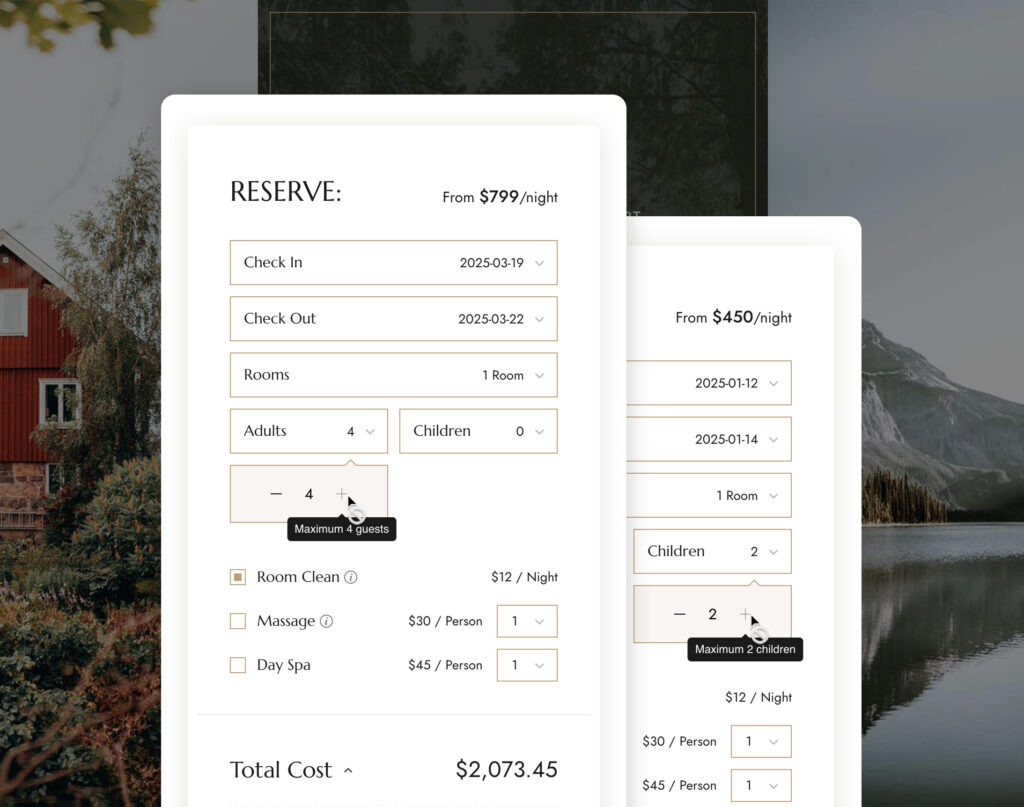 RESERVE:
From $799/night
Check In 2025-03-19
Check Out 2025-03-22
Rooms 1 Room
Adults 4
Children 0
4
Maximum 4 guests
Room Clean $12 / Night
Massage $30 / Person 1
Day Spa $45 / Person 1
Total Cost $2,073.45
From $450/night
2025-01-12
2025-01-14
1 Room
Children 2
2
Maximum 2 children
$12 / Night
$30 / Person 1
$45 / Person 1